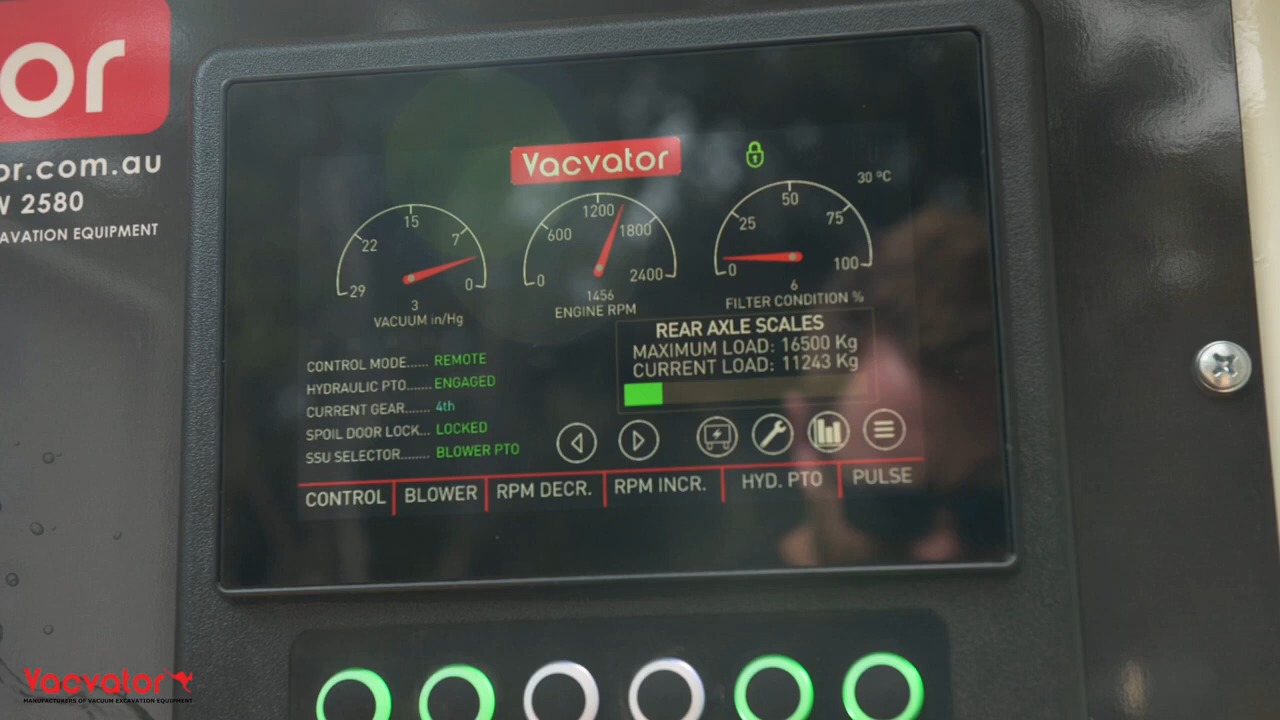 or
or.com.au
W 2580
AVATION EQUIPMENT
Vacvator
30 ºC
29 22 15 7 0
3
VACUUM in/Hg
0 600 1200 1800 2400
1456
ENGINE RPM
0 25 50 75 100
6
FILTER CONDITION %
REAR AXLE SCALES
MAXIMUM LOAD: 16500 Kg
CURRENT LOAD: 11243 Kg
CONTROL MODE...... REMOTE
HYDRAULIC PTO....... ENGAGED
CURRENT GEAR....... 4th
SPOIL DOOR LOCK... LOCKED
SSU SELECTOR........ BLOWER PTO
CONTROL BLOWER RPM DECR. RPM INCR. HYD. PTO PULSE
Vacvator
MANUFACTURERS OF VACUUM EXCAVATION EQUIPMENT